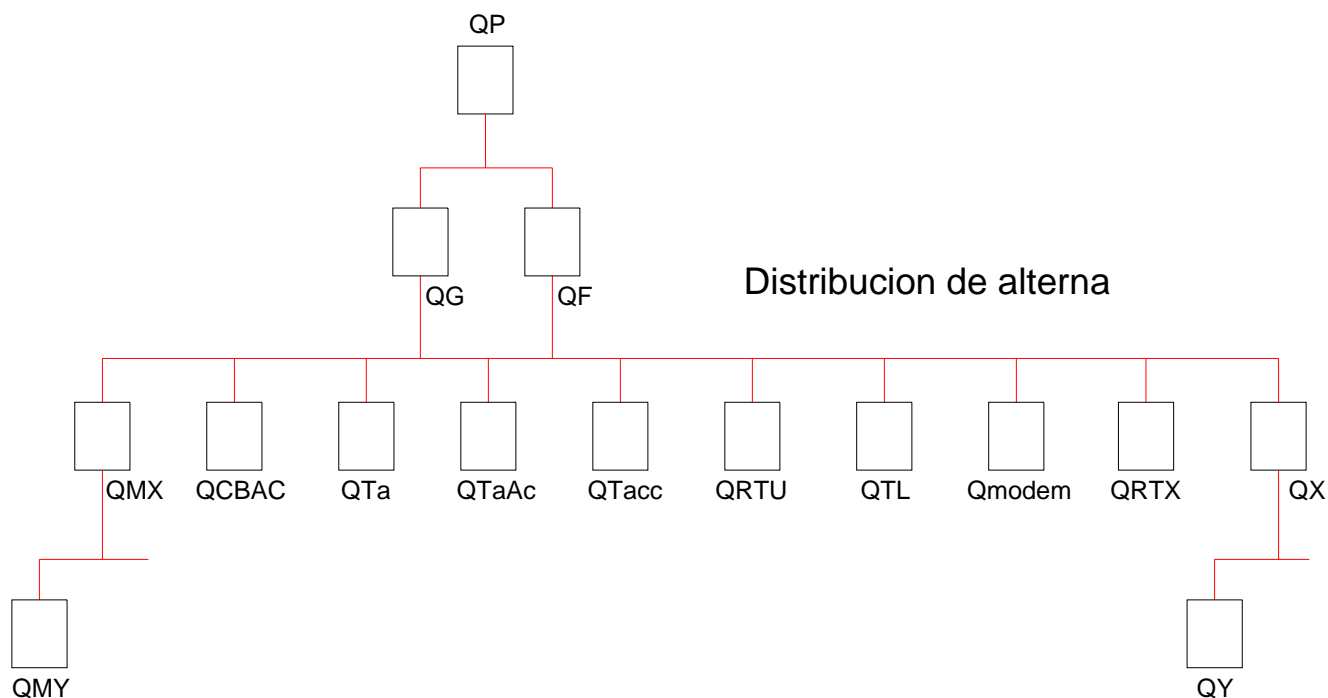 QP
QG
QF
Distribucion de alterna
QMX
QCBAC
QTa
QTaAc
QTacc
QRTU
QTL
Qmodem
QRTX
QX
QMY
QY